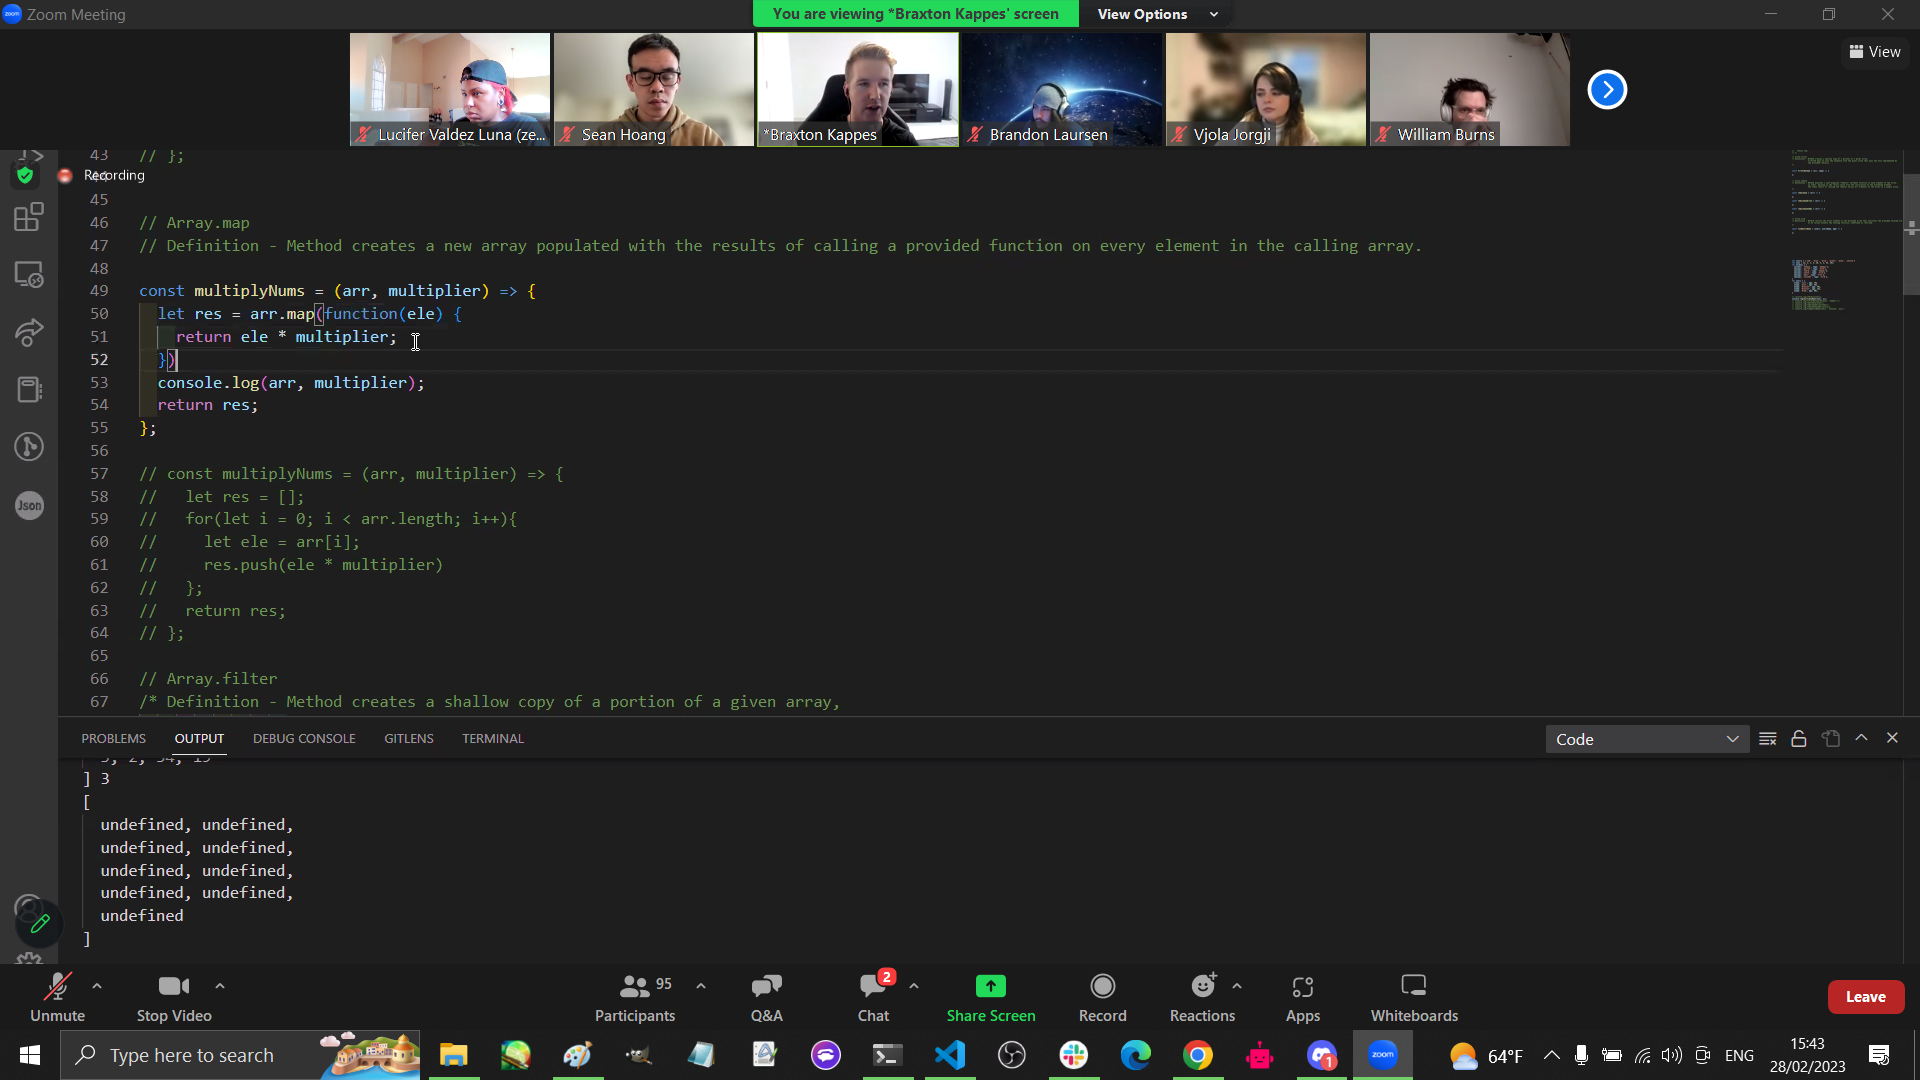 Zoom Meeting
You are viewing *Braxton Kappes' screen
View Options
View
Lucifer Valdez Luna (ze...
Sean Hoang
*Braxton Kappes
Brandon Laursen
Vjola Jorgji
William Burns
43 // };
Recording
45
46 // Array.map
47 // Definition - Method creates a new array populated with the results of calling a provided function on every element in the calling array.
48
49 const multiplyNums = (arr, multiplier) => {
50 let res = arr.map(function(ele) {
51 return ele * multiplier;
52 })
53 console.log(arr, multiplier);
54 return res;
55 };
56
57 // const multiplyNums = (arr, multiplier) => {
58 // let res = [];
59 // for(let i = 0; i < arr.length; i++){
60 // let ele = arr[i];
61 // res.push(ele * multiplier)
62 // };
63 // return res;
64 // };
65
66 // Array.filter
67 /* Definition - Method creates a shallow copy of a portion of a given array,
Json
PROBLEMS OUTPUT DEBUG CONSOLE GITLENS TERMINAL
Code
] 3
[
undefined, undefined,
undefined, undefined,
undefined, undefined,
undefined, undefined,
undefined
]
Unmute
Stop Video
95
Participants
Q&A
2
Chat
Share Screen
Record
Reactions
Apps
Whiteboards
Leave
Type here to search
1
zoom
64°F
ENG
15:43
28/02/2023